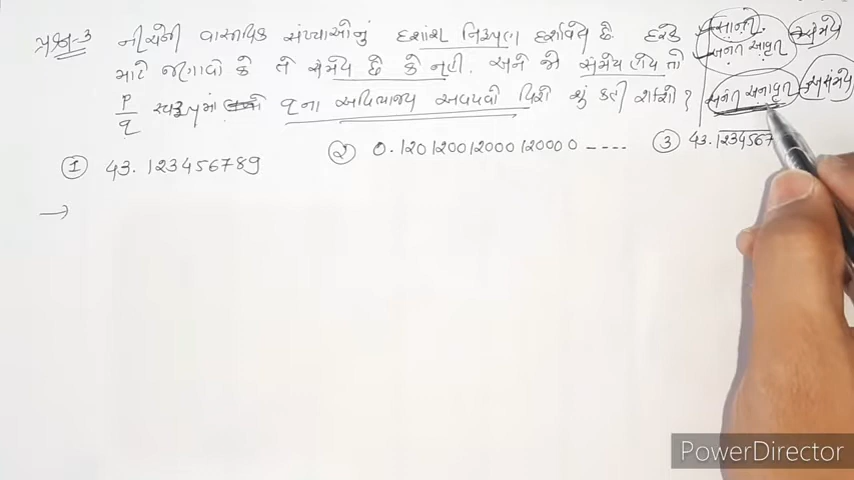 પ્રશ્ન-3 નીચેની વાસ્તવિક સંખ્યાઓનું દશાંશ નિરૂપણ દર્શાવેલ છે. દરેક
માટે જણાવો કે તે સંમેય છે કે નહી. અને જો સંમેય હોય તો
p/q સ્વરૂપમાં q ના અવિભાજ્ય અવયવો વિશે શું કહી શકાશે?
સાન્ત
અનંત આવૃત
સંમેય
અનંત અનાવૃત → અસંમેય
① 43.123456789
② 0.120120012000120000 ----
③ 43.1234567
→
PowerDirector